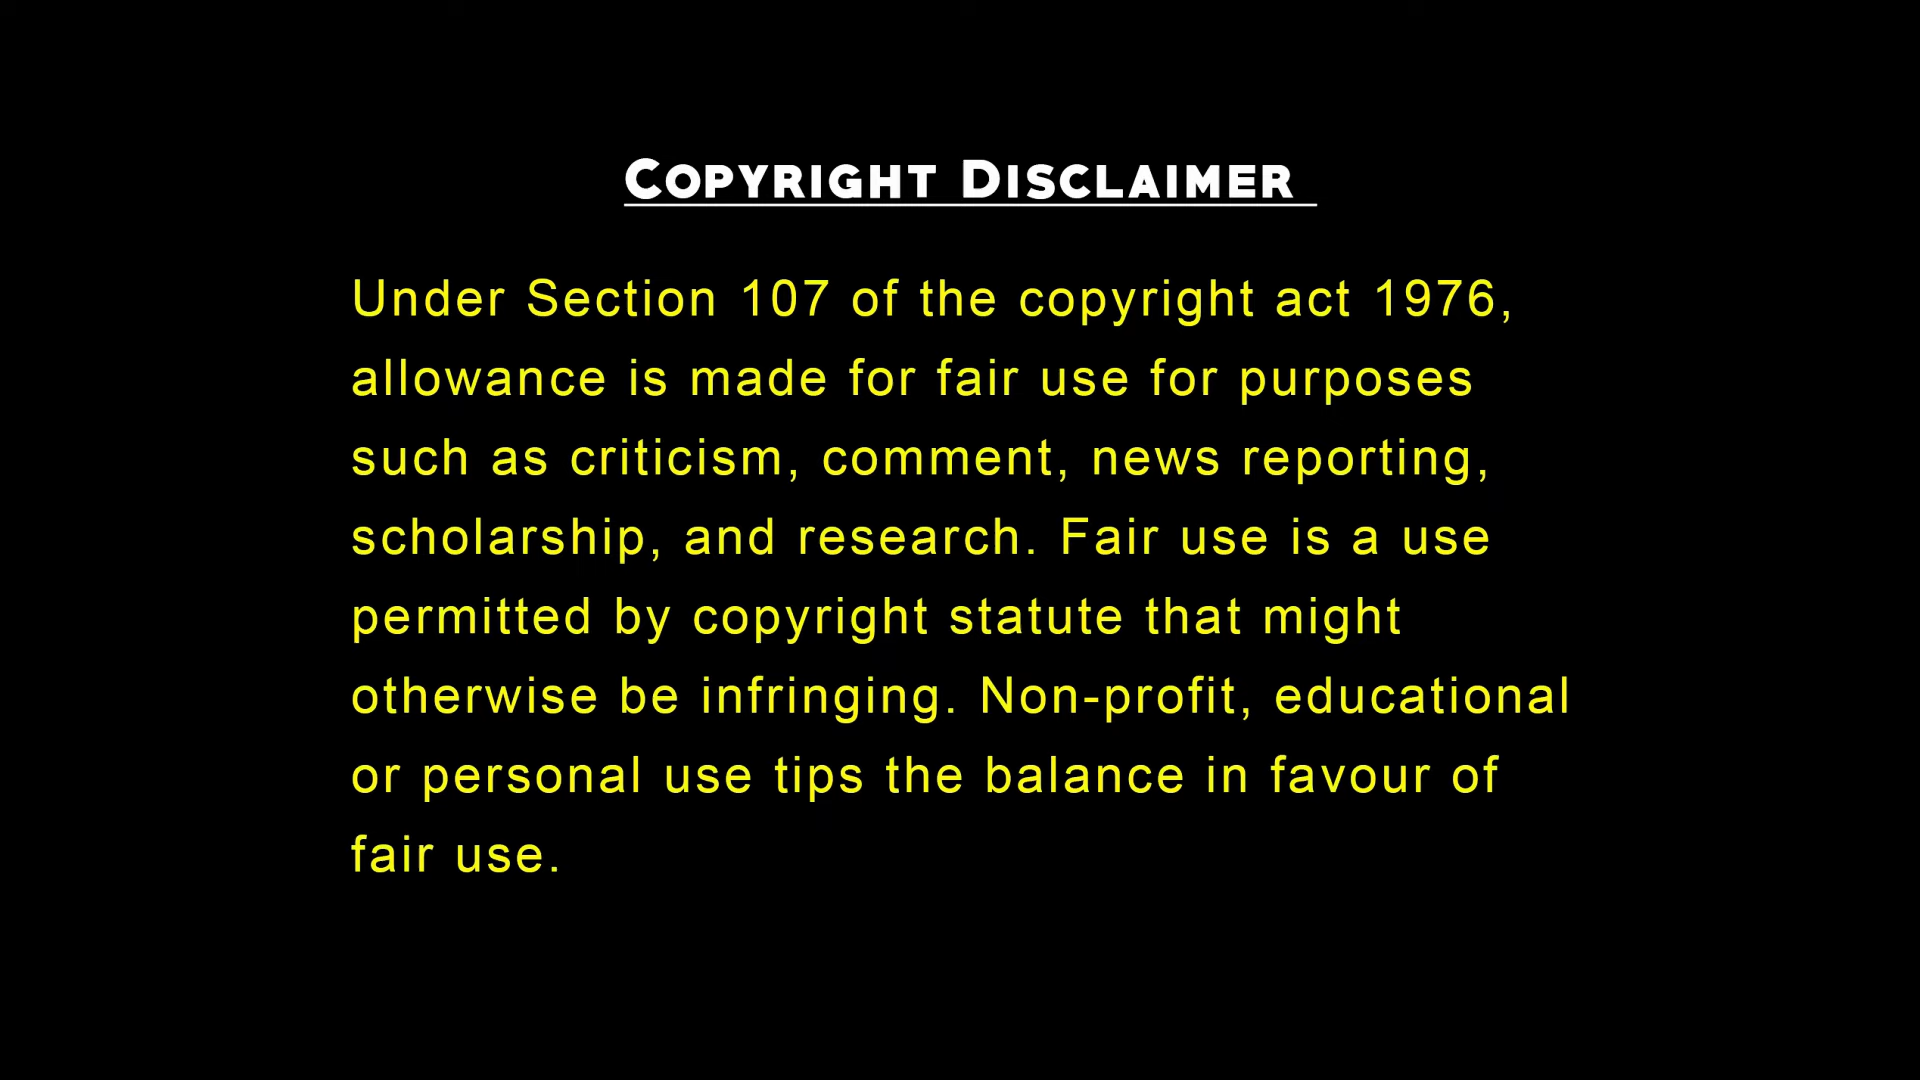 Copyright Disclaimer
Under Section 107 of the copyright act 1976,
allowance is made for fair use for purposes
such as criticism, comment, news reporting,
scholarship, and research. Fair use is a use
permitted by copyright statute that might
otherwise be infringing. Non-profit, educational
or personal use tips the balance in favour of
fair use.